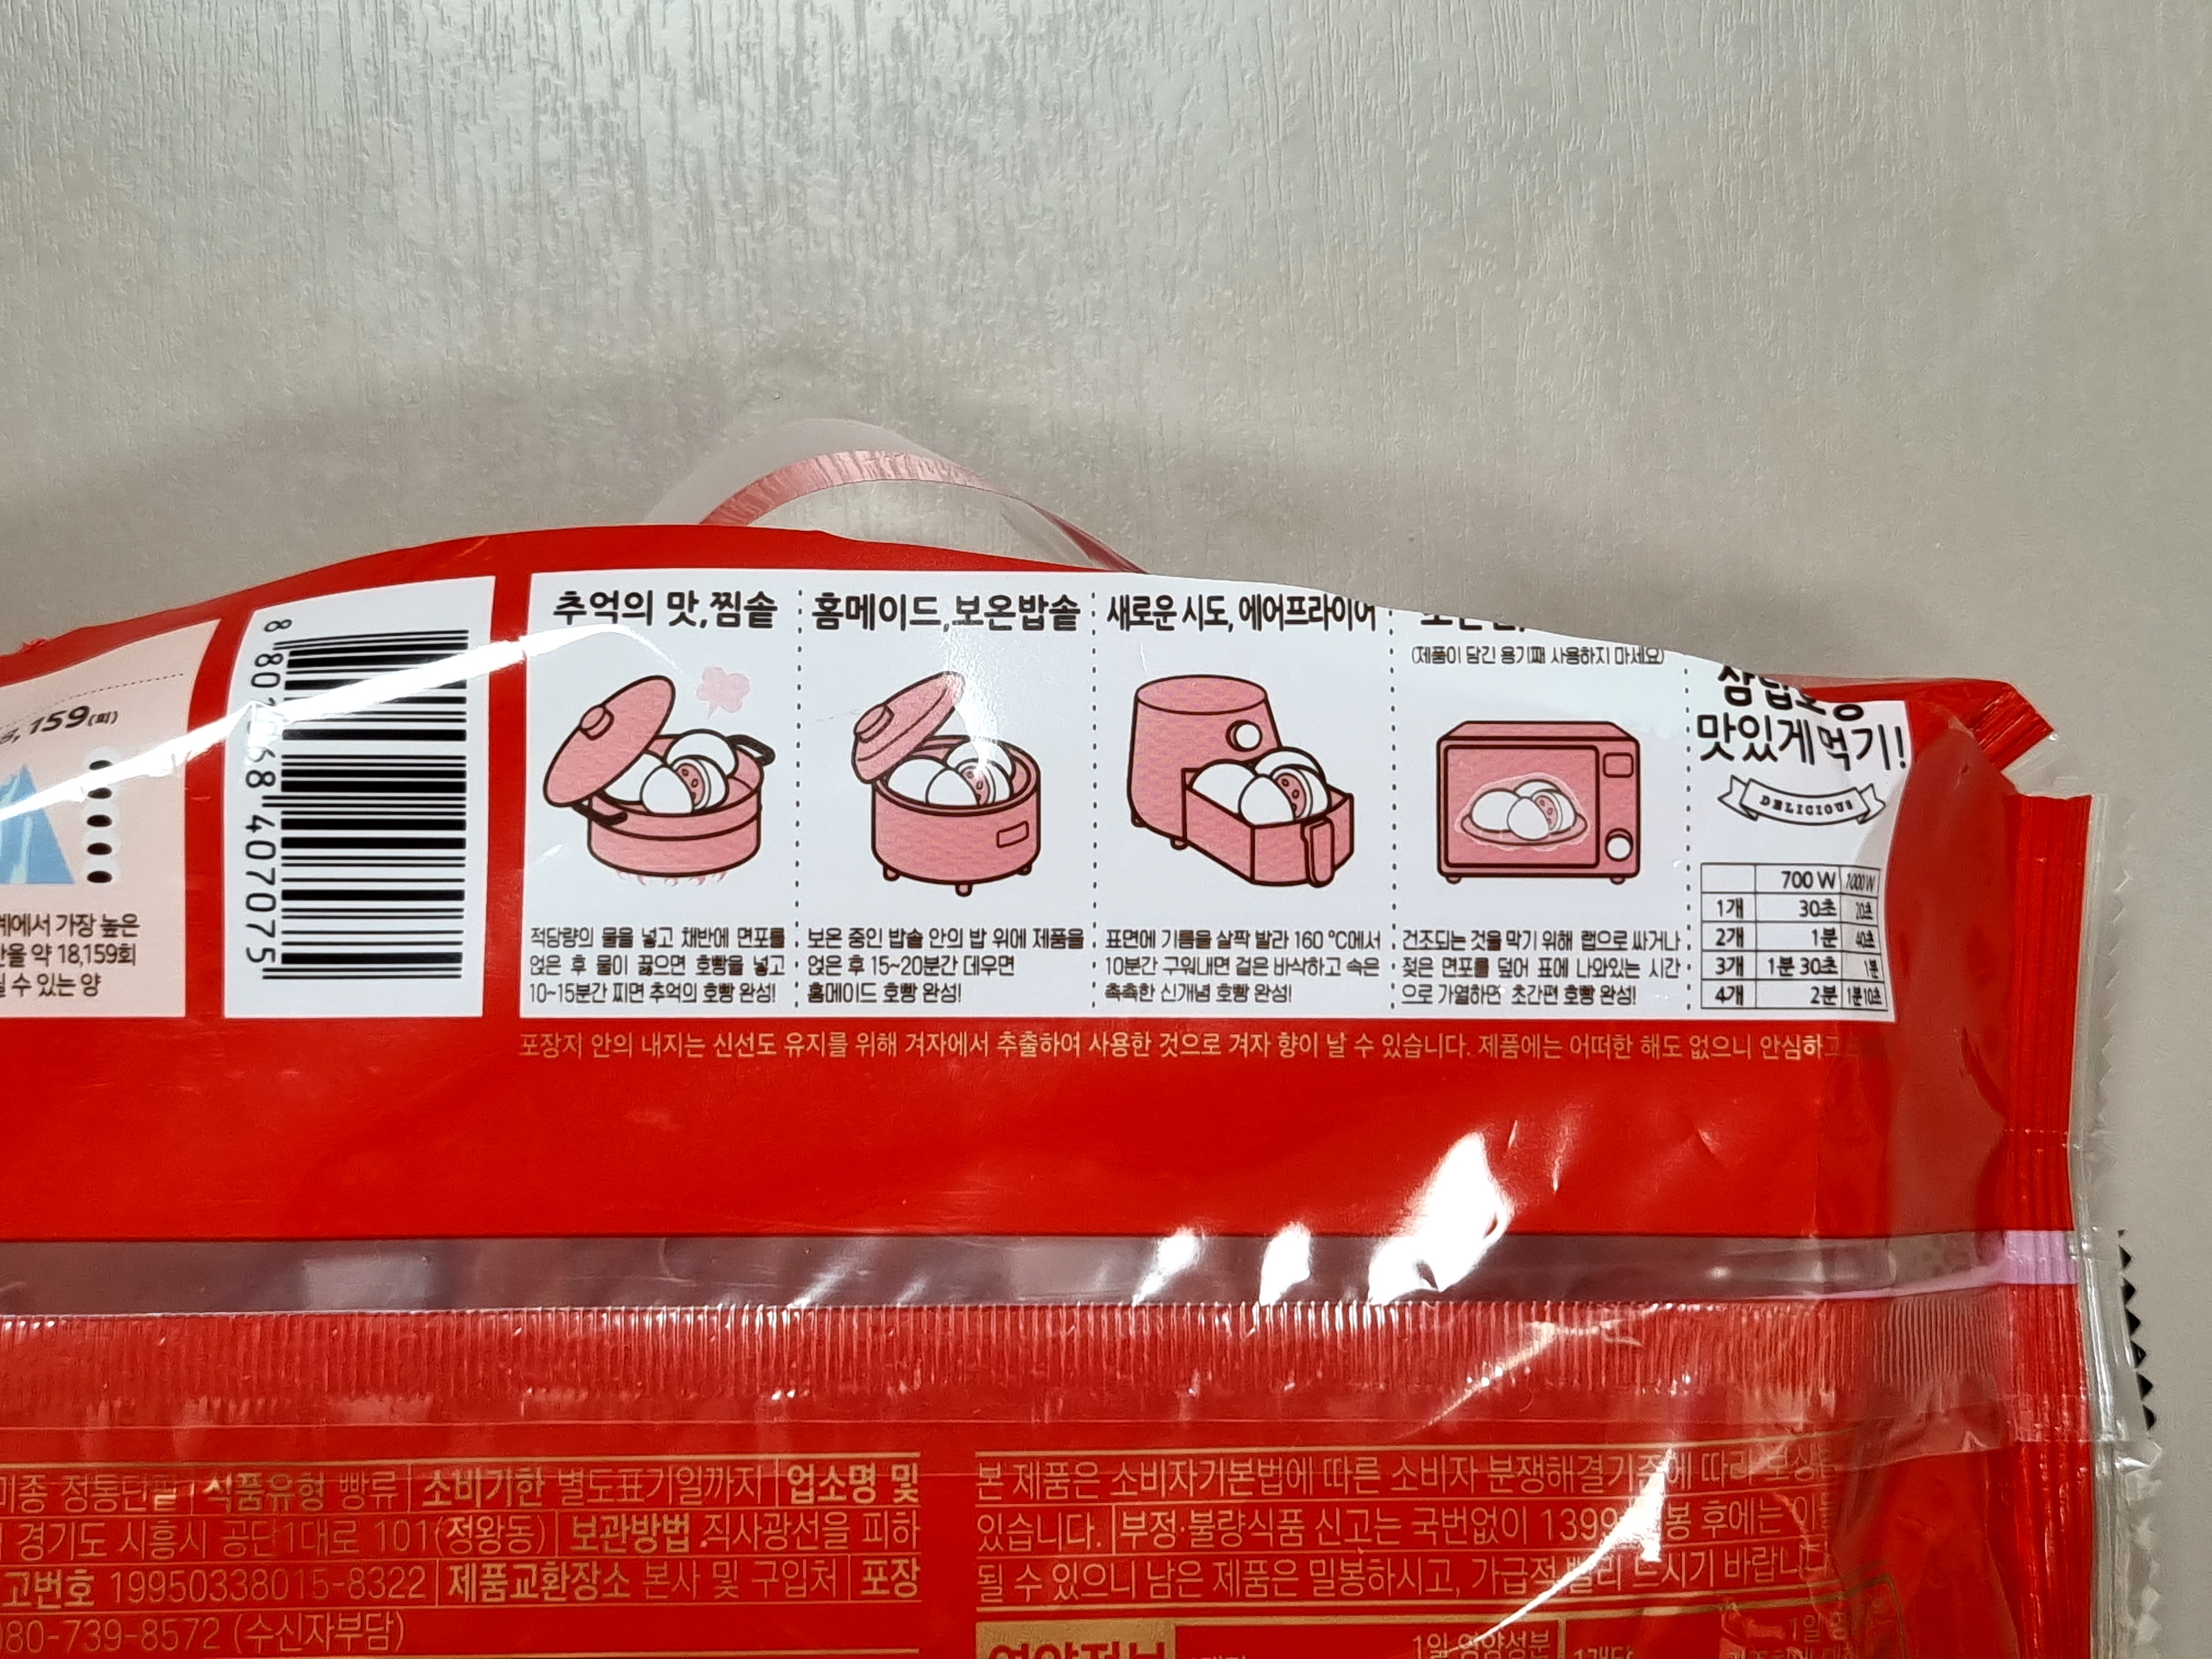 159(회)
계에서 가장 높은
약 18,159회
수 있는 양
추억의 맛, 찜솥
적당량의 물을 넣고 채반에 면포를
얹은 후 물이 끓으면 호빵을 넣고
10~15분간 찌면 추억의 호빵 완성!
홈메이드, 보온밥솥
보온 중인 밥솥 안의 밥 위에 제품을
얹은 후 15~20분간 데우면
홈메이드 호빵 완성!
새로운 시도, 에어프라이어
표면에 기름을 살짝 발라 160 ℃에서
10분간 구워내면 겉은 바삭하고 속은
촉촉한 신개념 호빵 완성!
(제품이 담긴 용기째 사용하지 마세요)
건조되는 것을 막기 위해 랩으로 싸거나
젖은 면포를 덮어 표에 나와있는 시간
으로 가열하면 초간편 호빵 완성!
맛있게 먹기!
DELICIOUS
700 W 1000 W
1개 30초 20초
2개 1분 40초
3개 1분 30초 1분
4개 2분 1분10초
포장지 안의 내지는 신선도 유지를 위해 겨자에서 추출하여 사용한 것으로 겨자 향이 날 수 있습니다. 제품에는 어떠한 해도 없으니 안심하고
식품유형 빵류 | 소비기한 별도표기일까지 | 업소명 및
경기도 시흥시 공단1대로 101(정왕동) | 보관방법 직사광선을 피하
고번호 19950338015-8322 | 제품교환장소 본사 및 구입처 | 포장
080-739-8572 (수신자부담)
본 제품은 소비자기본법에 따른 소비자 분쟁해결기준에 따라
있습니다. | 부정·불량식품 신고는 국번없이 1399 후에는
될 수 있으니 남은 제품은 밀봉하시고, 가급적 빨리 드시기 바랍니다
영양정보
1일 영양성분